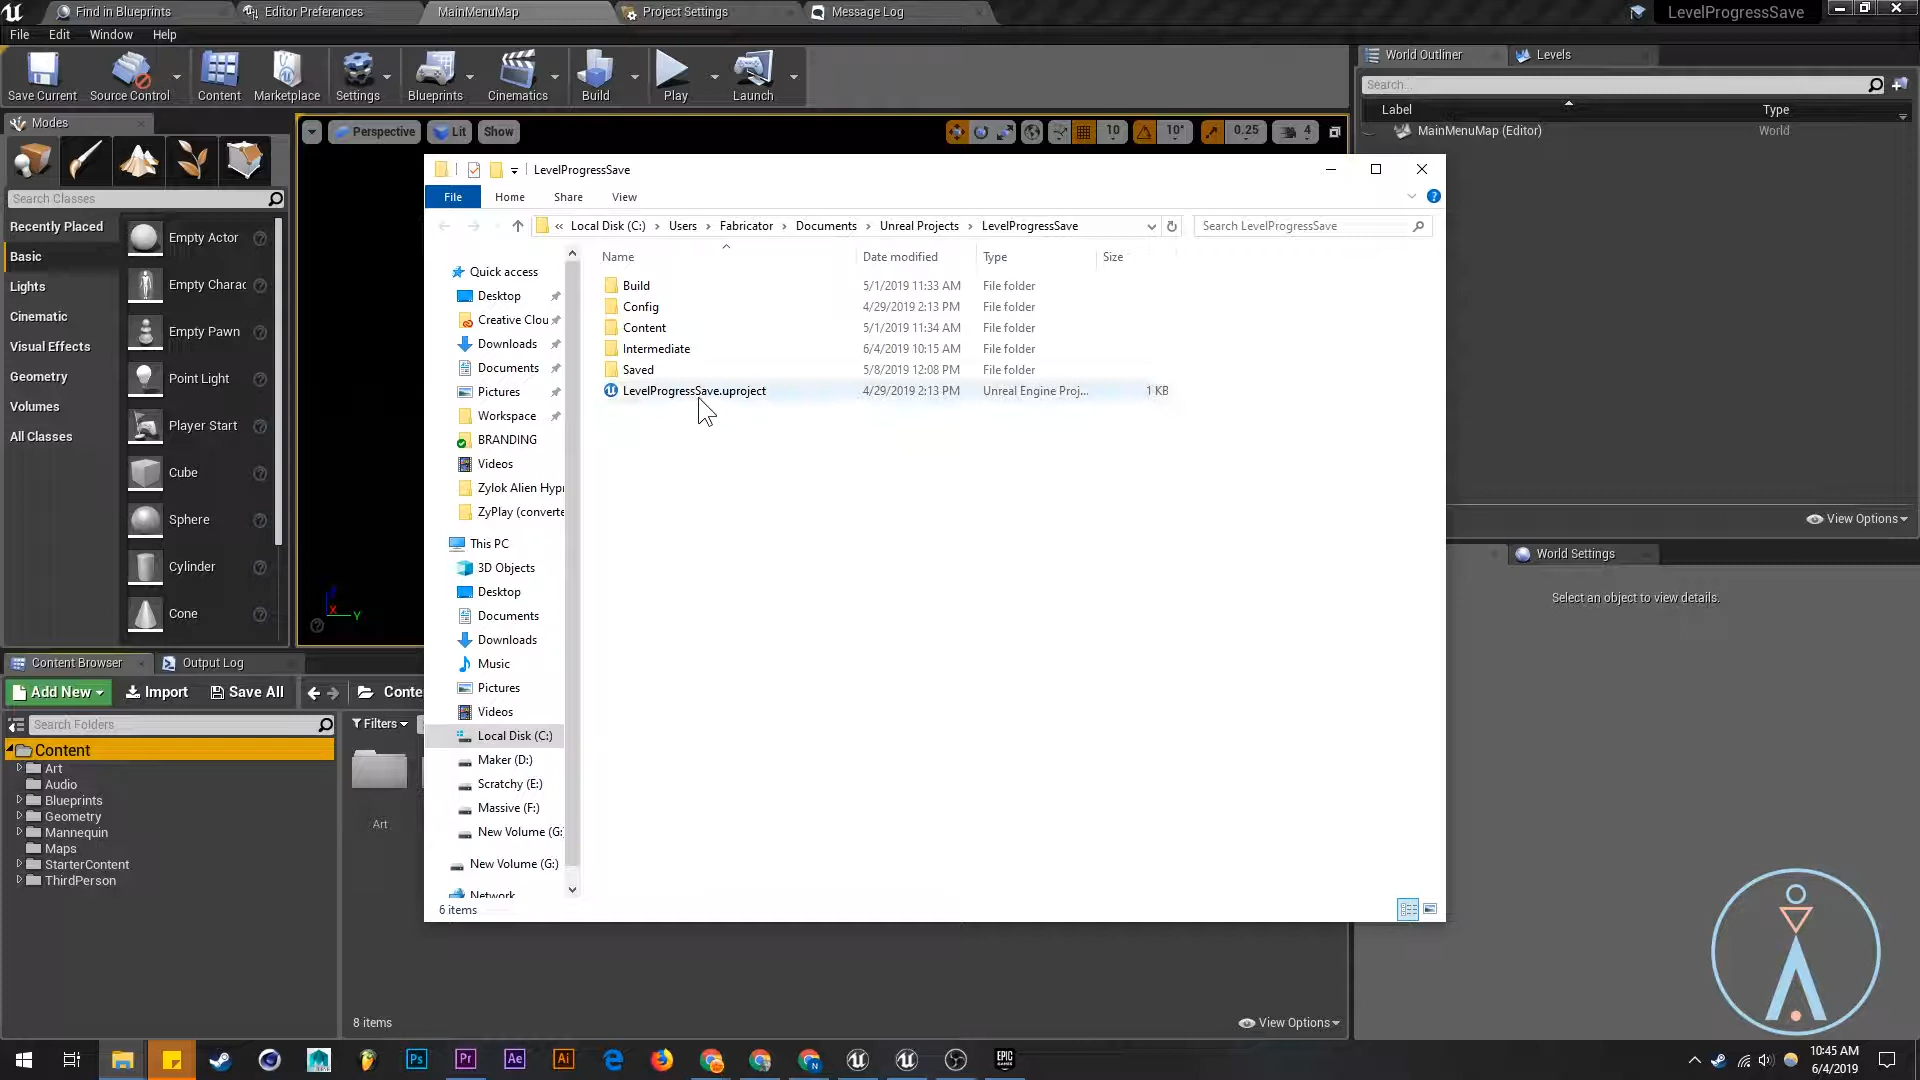 Find in Blueprints
Editor Preferences
MainMenuMap
Project Settings
Message Log
LevelProgressSave
File Edit Window Help
Save Current
Source Control
Content
Marketplace
Settings
Blueprints
Cinematics
Build
Play
Launch
World Outliner
Levels
Search...
Label Type
MainMenuMap (Editor) World
Modes
Search Classes
Recently Placed
Basic
Lights
Cinematic
Visual Effects
Geometry
Volumes
All Classes
Empty Actor
Empty Charac
Empty Pawn
Point Light
Player Start
Cube
Sphere
Cylinder
Cone
Perspective Lit Show
10 10° 0.25 4
X Y
LevelProgressSave
File Home Share View
« Local Disk (C:) › Users › Fabricator › Documents › Unreal Projects › LevelProgressSave
Search LevelProgressSave
Name Date modified Type Size
Build 5/1/2019 11:33 AM File folder
Config 4/29/2019 2:13 PM File folder
Content 5/1/2019 11:34 AM File folder
Intermediate 6/4/2019 10:15 AM File folder
Saved 5/8/2019 12:08 PM File folder
LevelProgressSave.uproject 4/29/2019 2:13 PM Unreal Engine Proj... 1 KB
Quick access
Desktop
Creative Clou
Downloads
Documents
Pictures
Workspace
BRANDING
Videos
Zylok Alien Hypr
ZyPlay (converte
This PC
3D Objects
Desktop
Documents
Downloads
Music
Pictures
Videos
Local Disk (C:)
Maker (D:)
Scratchy (E:)
Massive (F:)
New Volume (G:
New Volume (G:)
Network
6 items
View Options
World Settings
Select an object to view details.
Content Browser
Output Log
Add New Import Save All Conte
Search Folders
Filters
Content
Art
Audio
Blueprints
Geometry
Mannequin
Maps
StarterContent
ThirdPerson
Art
8 items
View Options
Ps Pr Ae Ai
N
EPIC
GAMES
10:45 AM
6/4/2019